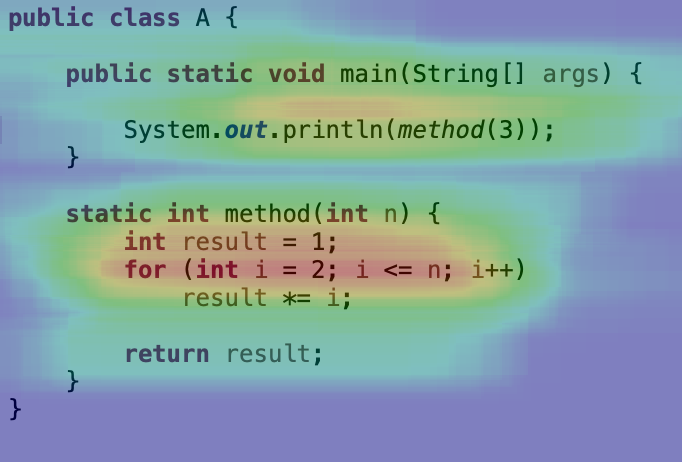 public class A {
public static void main(String[] args) {
System.out.println(method(3));
}
static int method(int n) {
int result = 1;
for (int i = 2; i <= n; i++)
result *= i;
return result;
}
}